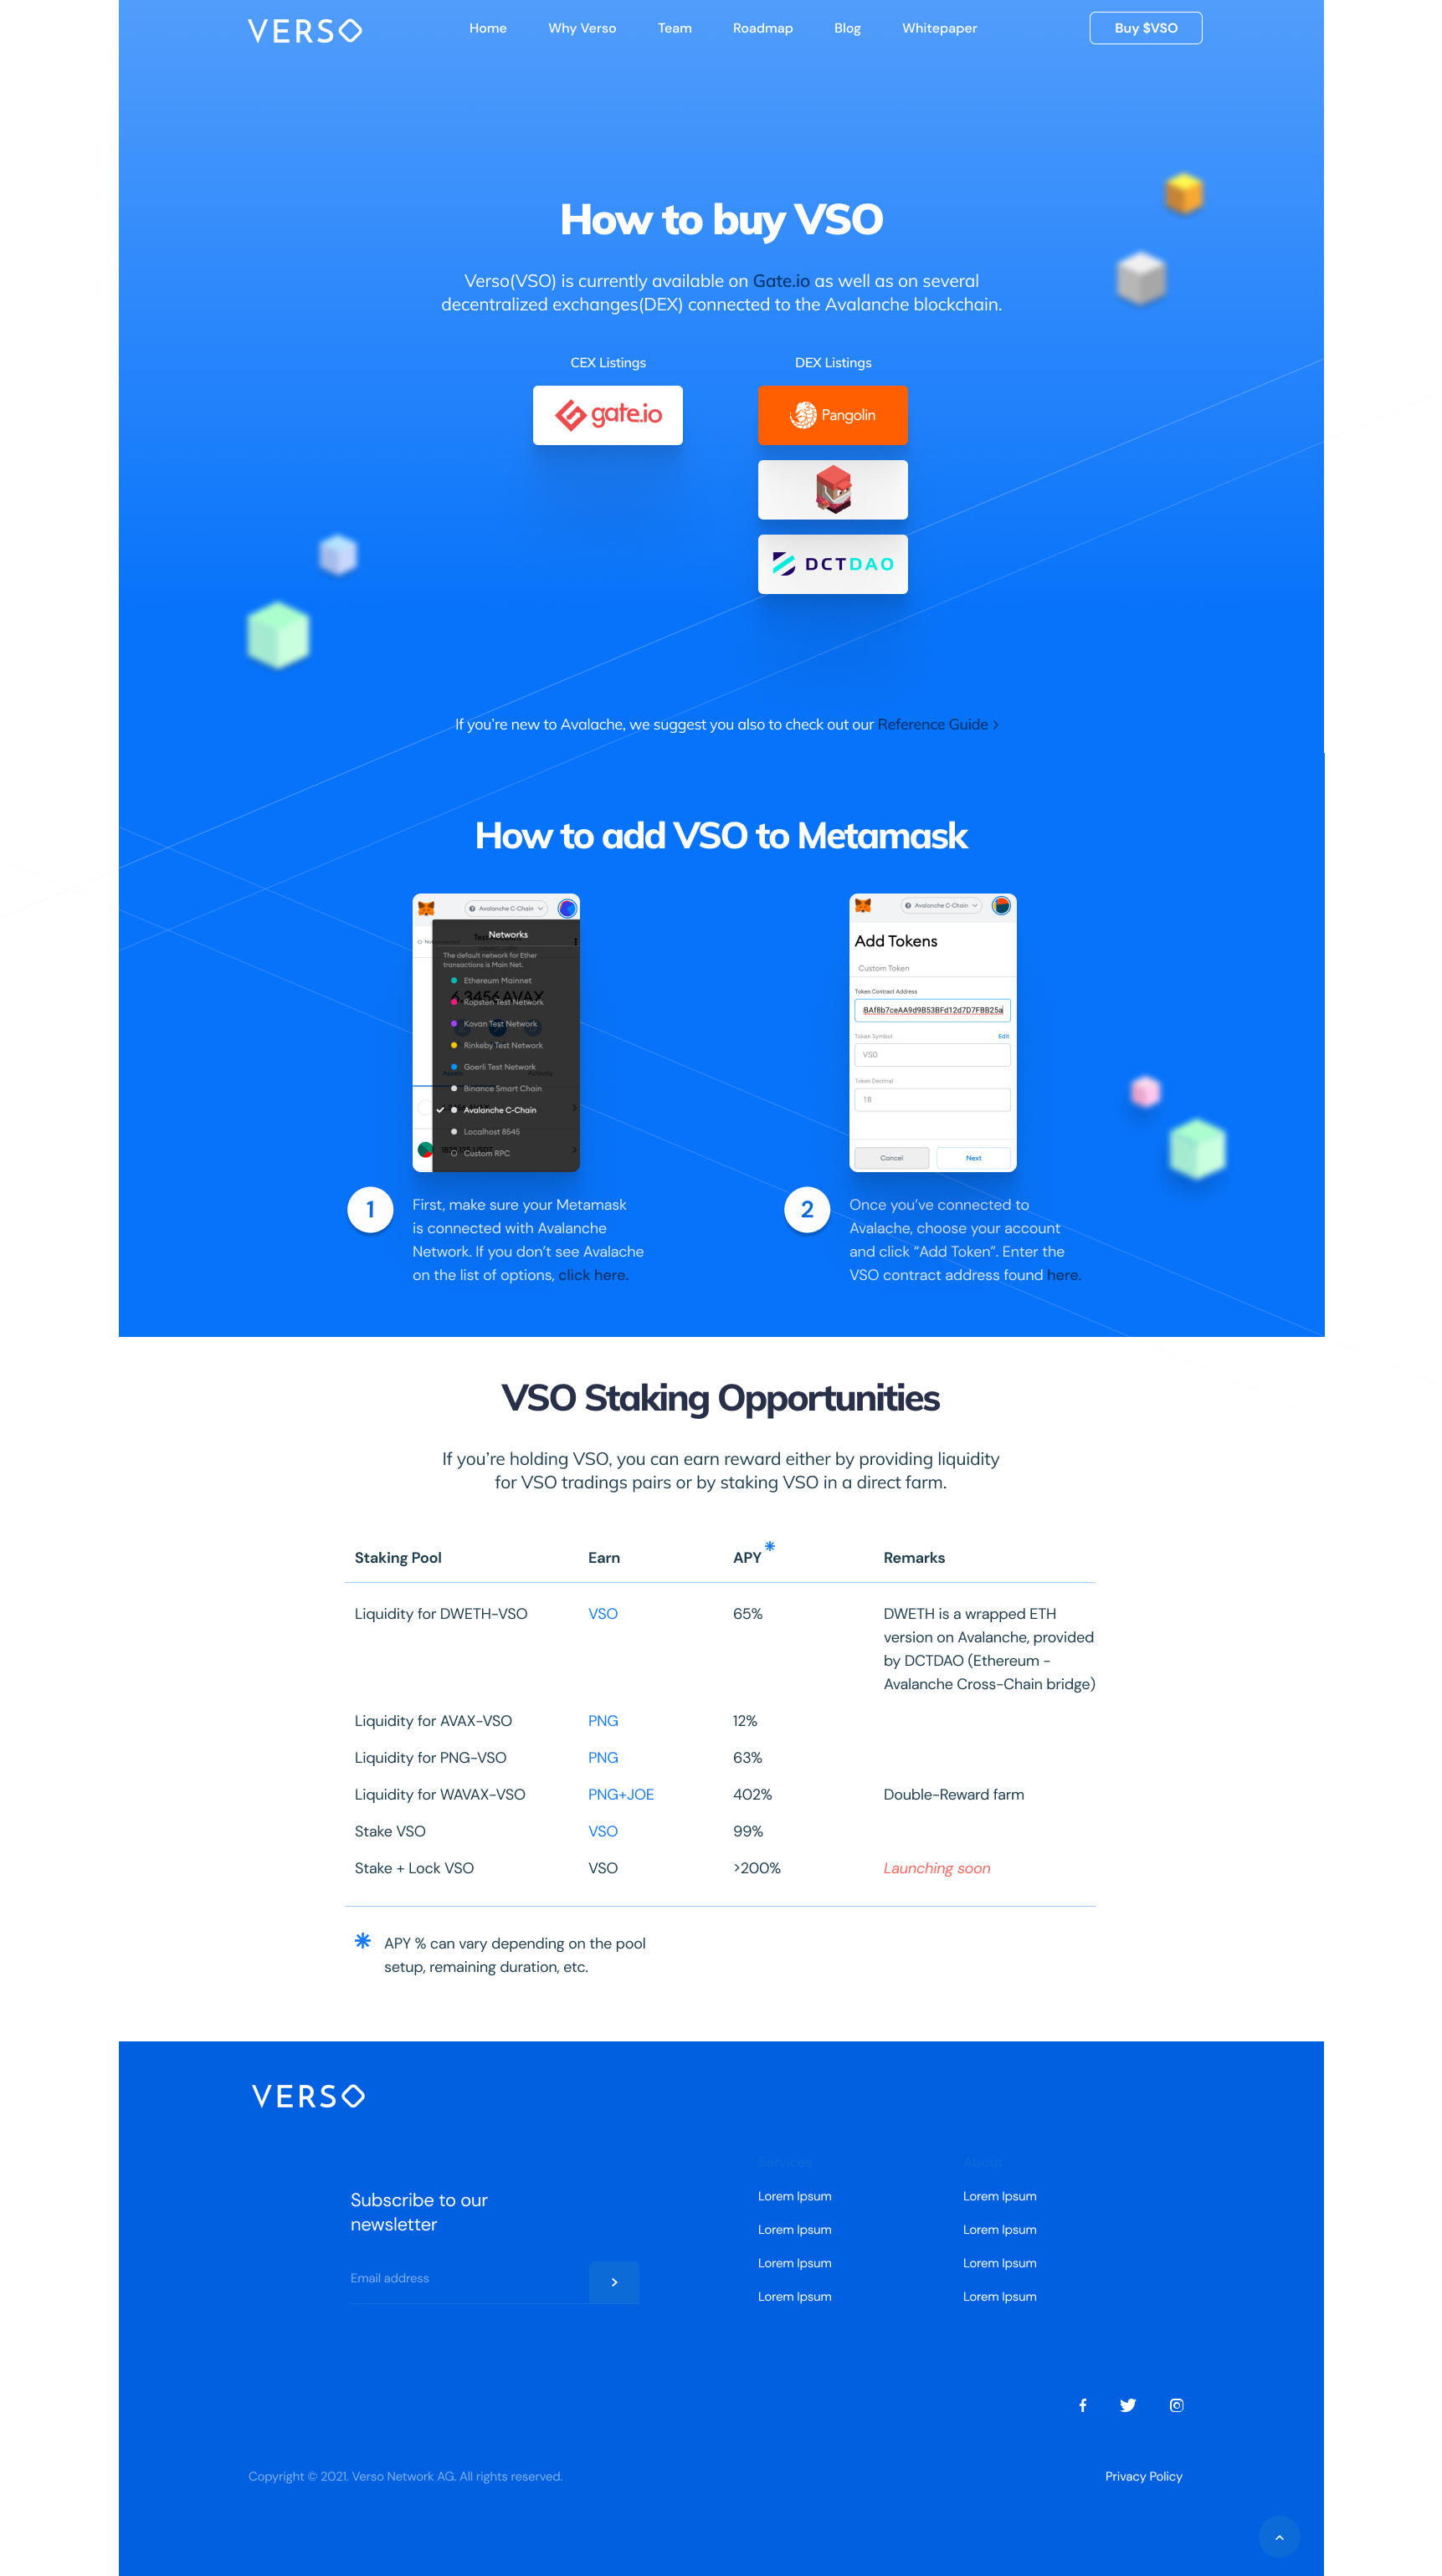 VERSO
Home Why Verso Team Roadmap Blog Whitepaper Buy $VSO
How to buy VSO
Verso(VSO) is currently available on Gate.io as well as on several
decentralized exchanges(DEX) connected to the Avalanche blockchain.
CEX Listings
gate.io
DEX Listings
Pangolin
DCTDAO
If you’re new to Avalache, we suggest you also to check out our Reference Guide >
How to add VSO to Metamask
Avalanche C-Chain
Networks
The default network for Ether
transactions is Main Net.
6.3456 AVAX
Ethereum Mainnet
Ropsten Test Network
Kovan Test Network
Rinkeby Test Network
Goerli Test Network
Assets Activity
Binance Smart Chain
Avalanche C-Chain
Localhost 8545
Custom RPC
1
First, make sure your Metamask
is connected with Avalanche
Network. If you don’t see Avalache
on the list of options, click here.
Avalanche C-Chain
Add Tokens
Custom Token
Token Contract Address
Token Symbol Edit
VSO
Token Decimal
18
Cancel Next
2
Once you’ve connected to
Avalache, choose your account
and click “Add Token”. Enter the
VSO contract address found here.
VSO Staking Opportunities
If you’re holding VSO, you can earn reward either by providing liquidity
for VSO tradings pairs or by staking VSO in a direct farm.
Staking Pool Earn APY * Remarks
Liquidity for DWETH-VSO VSO 65% DWETH is a wrapped ETH
version on Avalanche, provided
by DCTDAO (Ethereum -
Avalanche Cross-Chain bridge)
Liquidity for AVAX-VSO PNG 12%
Liquidity for PNG-VSO PNG 63%
Liquidity for WAVAX-VSO PNG+JOE 402% Double-Reward farm
Stake VSO VSO 99%
Stake + Lock VSO VSO >200% Launching soon
* APY % can vary depending on the pool
setup, remaining duration, etc.
VERSO
Subscribe to our
newsletter
Email address >
Services
Lorem Ipsum
Lorem Ipsum
Lorem Ipsum
Lorem Ipsum
About
Lorem Ipsum
Lorem Ipsum
Lorem Ipsum
Lorem Ipsum
Copyright © 2021. Verso Network AG. All rights reserved.
Privacy Policy